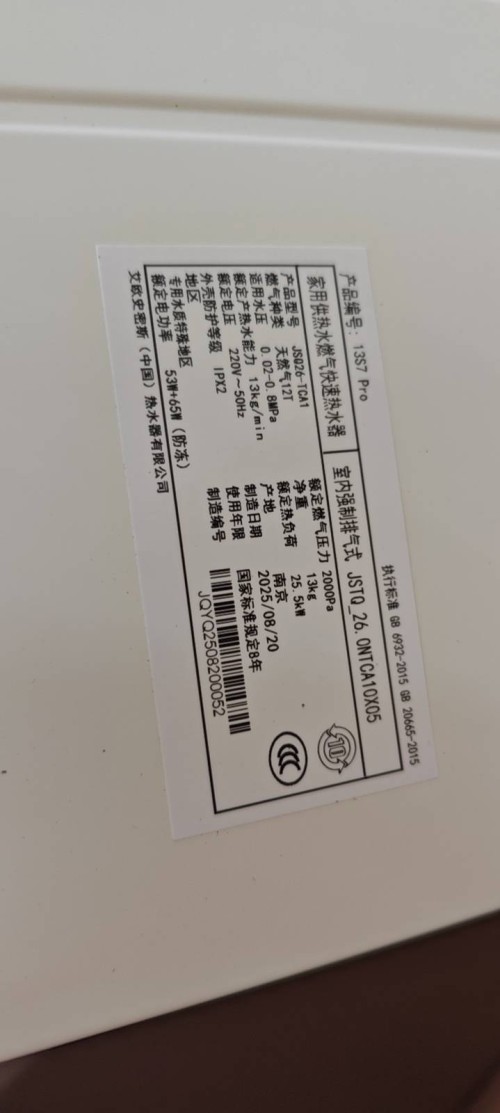 产品编号：13S7 Pro
执行标准 GB 6932-2015 GB 20665-2015
家用供热水燃气快速热水器
室内强制排气式 JSTQ_26.0NTCA10X05
产品型号 JSQ26-TCA1
额定燃气压力 2000Pa
燃气种类 天然气12T
净重 13kg
适用水压 0.02-0.8MPa
额定热负荷 25.5kW
额定产热水能力 13kg/min
产地 南京
额定电压 220V～50Hz
制造日期 2025/08/20
外壳防护等级 IPX2
使用年限 国家标准规定8年
地区
制造编号
专用水质特殊地区
额定电功率 53W+65W（防冻）
JQYQ2508200052
艾欧史密斯（中国）热水器有限公司
10
CCC